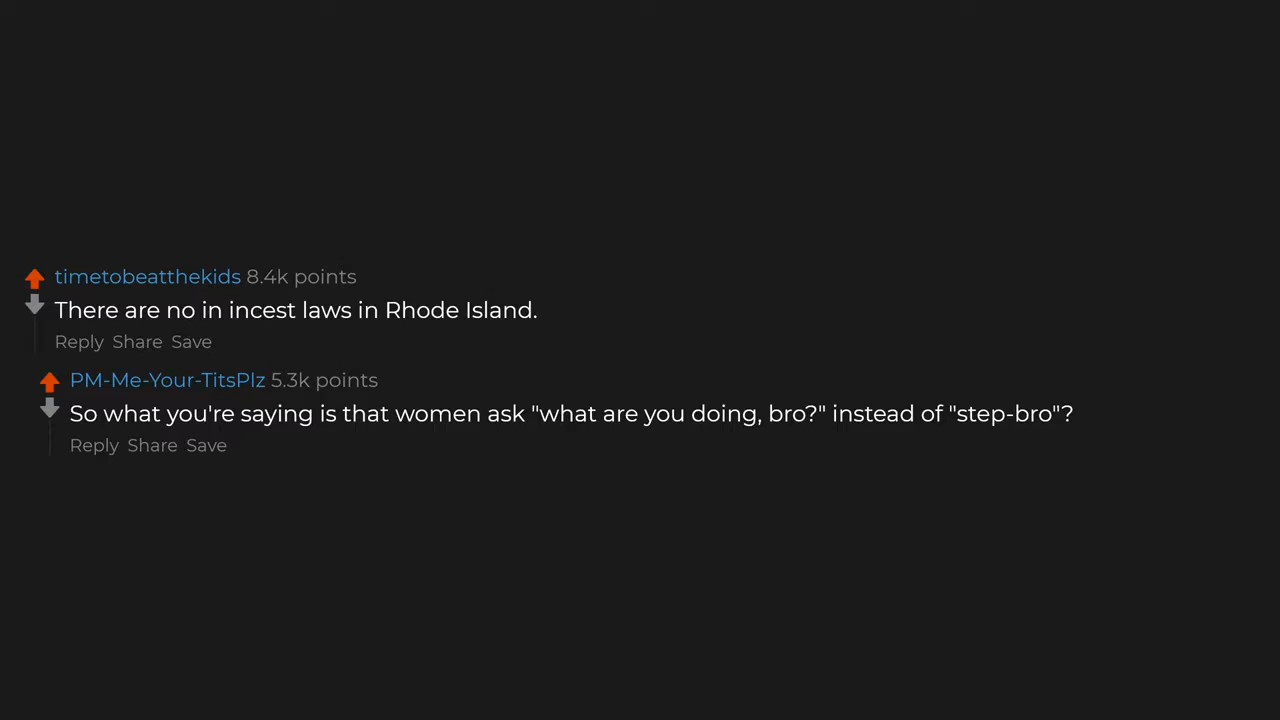 timetobeatthekids 8.4k points
There are no in incest laws in Rhode Island.
Reply Share Save
PM-Me-Your-TitsPlz 5.3k points
So what you're saying is that women ask "what are you doing, bro?" instead of "step-bro"?
Reply Share Save